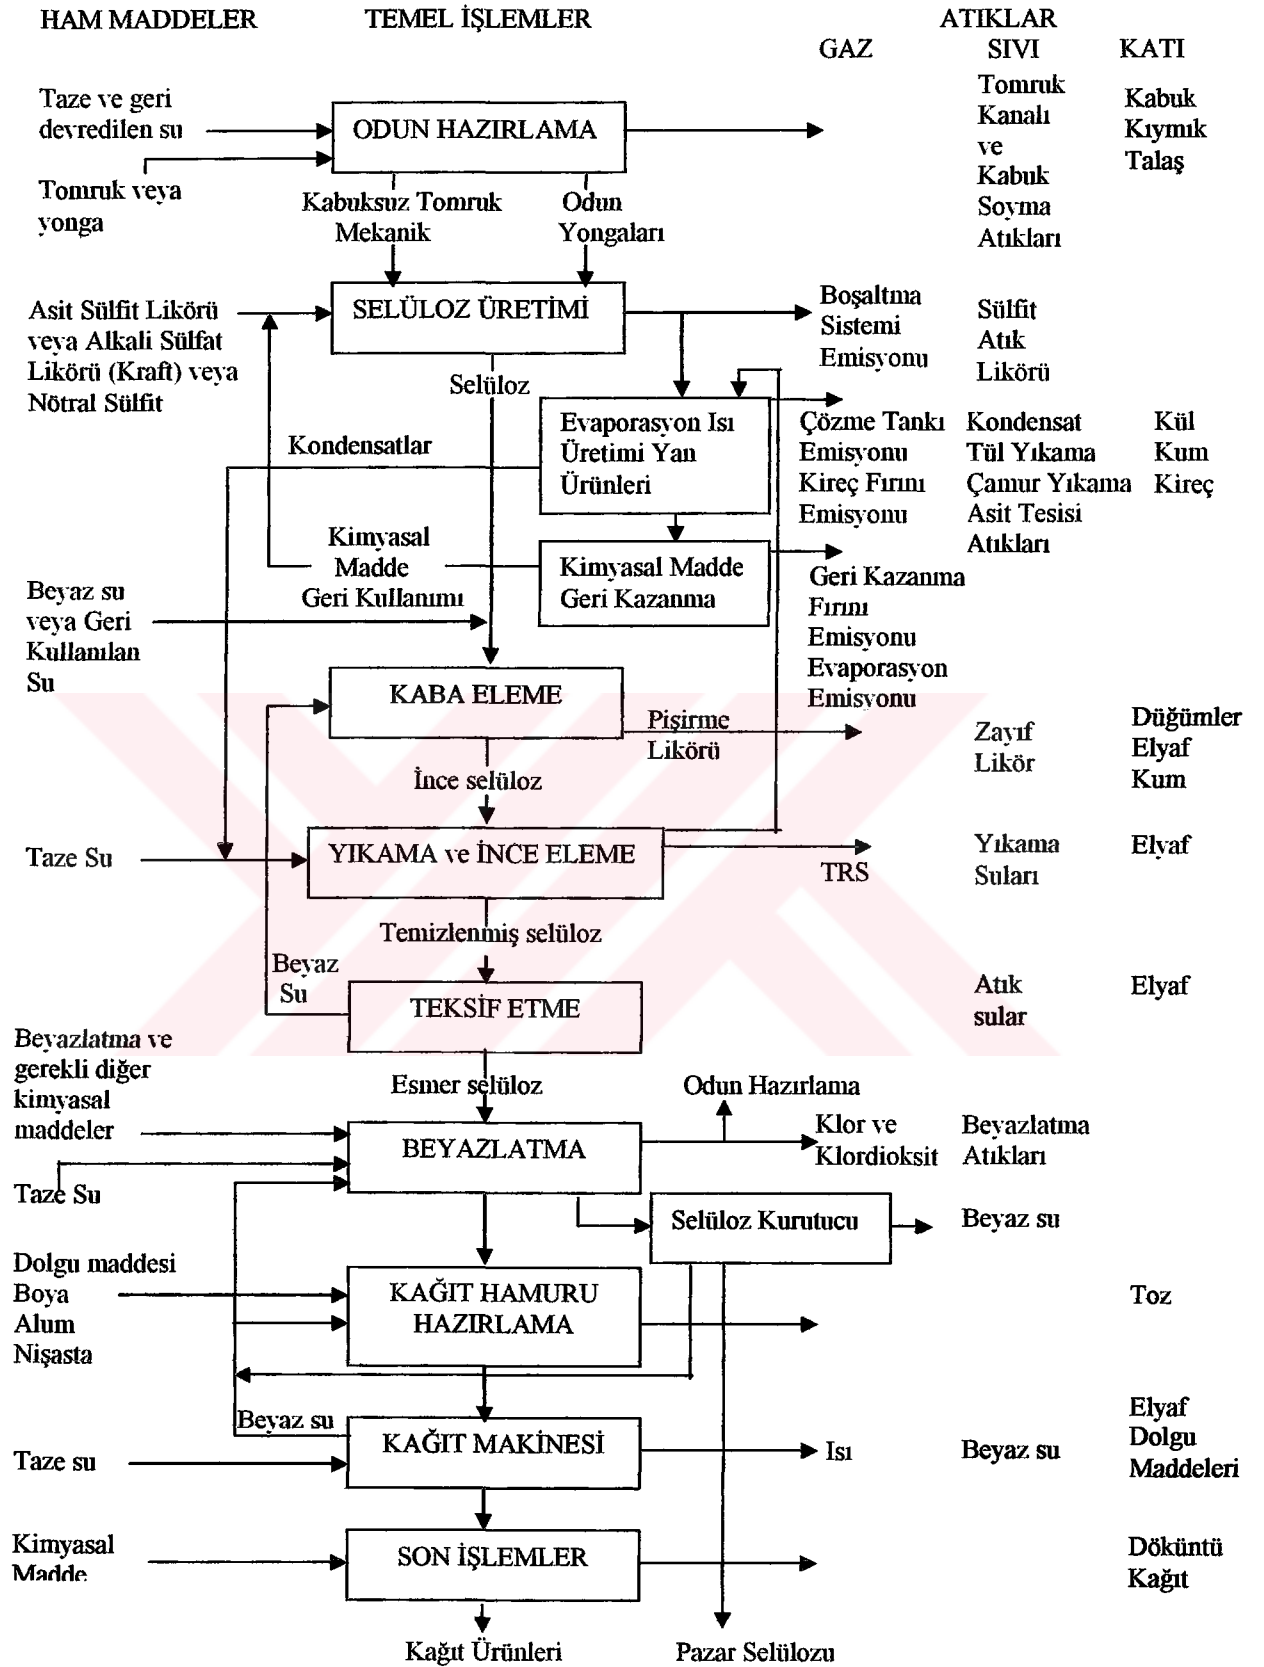 HAM MADDELER
TEMEL İŞLEMLER
ATIKLAR
GAZ
SIVI
KATI
Taze ve geri
devredilen su
Tomruk veya
yonga
ODUN HAZIRLAMA
Tomruk
Kanalı
ve
Kabuk
Soyma
Atıkları
Kabuk
Kıymık
Talaş
Kabuksuz Tomruk
Mekanik
Odun
Yongaları
Asit Sülfit Likörü
veya Alkali Sülfat
Likörü (Kraft) veya
Nötral Sülfit
SELÜLOZ ÜRETİMİ
Boşaltma
Sistemi
Emisyonu
Sülfit
Atık
Likörü
Selüloz
Kondensatlar
Evaporasyon Isı
Üretimi Yan
Ürünleri
Çözme Tankı
Emisyonu
Kireç Fırını
Emisyonu
Kondensat
Tül Yıkama
Çamur Yıkama
Asit Tesisi
Atıkları
Kül
Kum
Kireç
Kimyasal
Madde
Geri Kullanımı
Kimyasal Madde
Geri Kazanma
Geri Kazanma
Fırını
Emisyonu
Evaporasyon
Emisyonu
Beyaz su
veya Geri
Kullanılan
Su
KABA ELEME
Pişirme
Likörü
Zayıf
Likör
Düğümler
Elyaf
Kum
İnce selüloz
Taze Su
YIKAMA ve İNCE ELEME
TRS
Yıkama
Suları
Elyaf
Temizlenmiş selüloz
Beyaz
Su
TEKSİF ETME
Atık
sular
Elyaf
Beyazlatma ve
gerekli diğer
kimyasal
maddeler
Esmer selüloz
Odun Hazırlama
BEYAZLATMA
Klor ve
Klordioksit
Beyazlatma
Atıkları
Taze Su
Selüloz Kurutucu
Beyaz su
Dolgu maddesi
Boya
Alum
Nişasta
KAĞIT HAMURU
HAZIRLAMA
Toz
Beyaz su
Taze su
KAĞIT MAKİNESİ
Isı
Beyaz su
Elyaf
Dolgu
Maddeleri
Kimyasal
Madde
SON İŞLEMLER
Döküntü
Kağıt
Kağıt Ürünleri
Pazar Selülozu